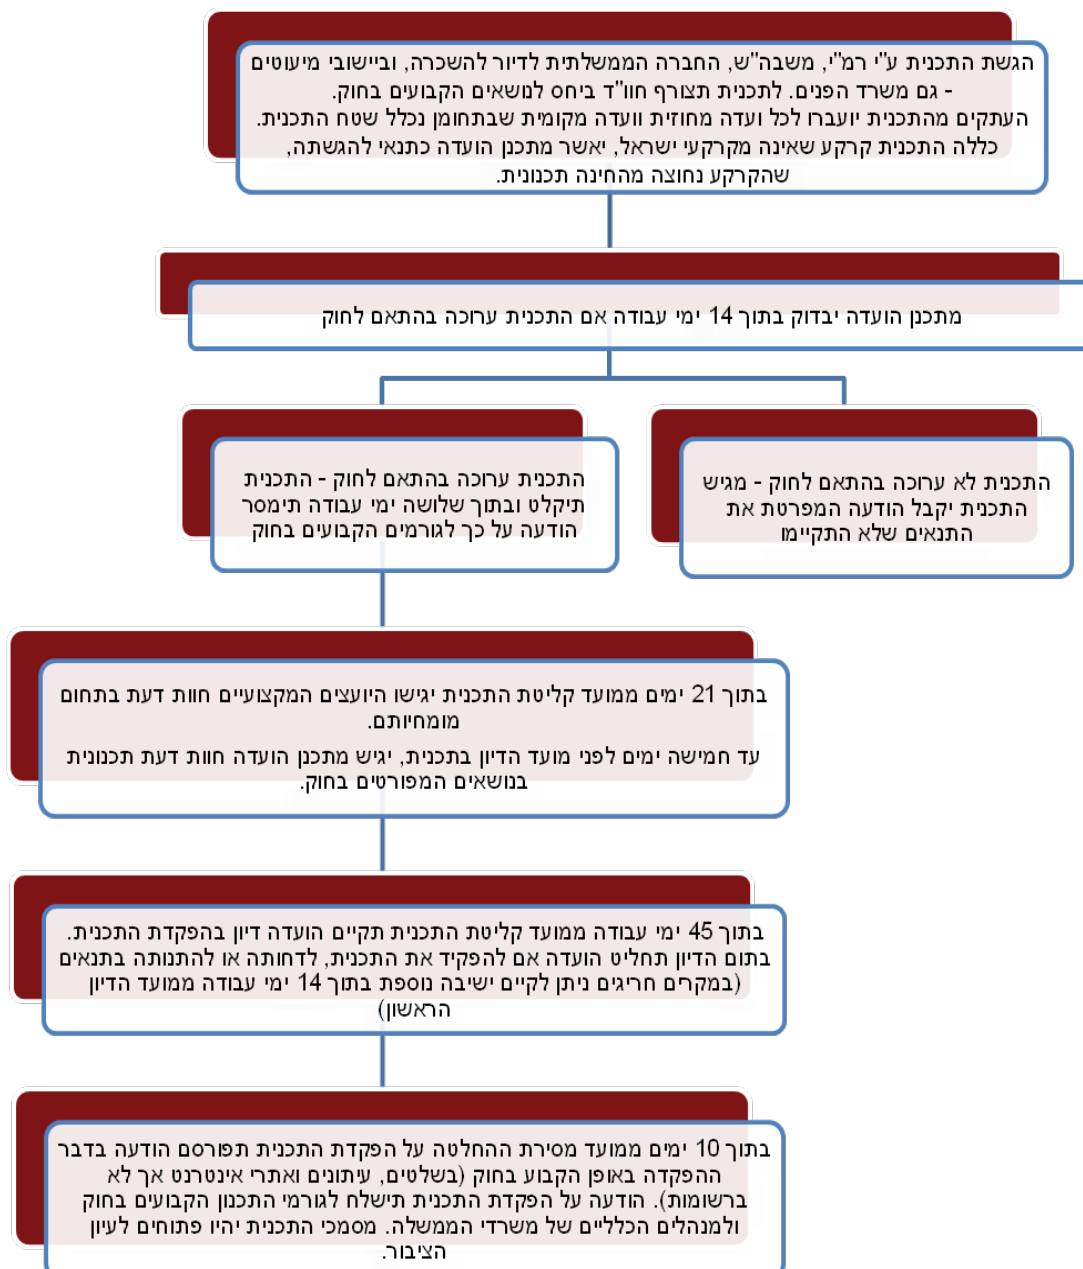 הגשת התכנית ע"י רמ"י, משבה"ש, החברה הממשלתית לדיור להשכרה, וביישובי מיעוטים
- גם משרד הפנים. לתכנית תצורף חוו"ד ביחס לנושאים הקבועים בחוק.
העתקים מהתכנית יועברו לכל ועדה מחוזית וועדה מקומית שבתחומן נכלל שטח התכנית.
כללה התכנית קרקע שאינה מקרקעי ישראל, יאשר מתכנן הועדה כתנאי להגשתה,
שהקרקע נחוצה מהחינה תכנונית.
מתכנן הועדה יבדוק בתוך 14 ימי עבודה אם התכנית ערוכה בהתאם לחוק
התכנית לא ערוכה בהתאם לחוק - מגיש
התכנית יקבל הודעה המפרטת את
התנאים שלא התקיימו
התכנית ערוכה בהתאם לחוק - התכנית
תיקלט ובתוך שלושה ימי עבודה תימסר
הודעה על כך לגורמים הקבועים בחוק
בתוך 21 ימים ממועד קליטת התכנית יגישו היועצים המקצועיים חוות דעת בתחום
מומחיותם.
עד חמישה ימים לפני מועד הדיון בתכנית, יגיש מתכנן הועדה חוות דעת תכנונית
בנושאים המפורטים בחוק.
בתוך 45 ימי עבודה ממועד קליטת התכנית תקיים הועדה דיון בהפקדת התכנית.
בתום הדיון תחליט הועדה אם להפקיד את התכנית, לדחותה או להתנותה בתנאים
(במקרים חריגים ניתן לקיים ישיבה נוספת בתוך 14 ימי עבודה ממועד הדיון
הראשון)
בתוך 10 ימים ממועד מסירת ההחלטה על הפקדת התכנית תפורסם הודעה בדבר
ההפקדה באופן הקבוע בחוק (בשלטים, עיתונים ואתרי אינטרנט אך לא
ברשומות). הודעה על הפקדת התכנית תישלח לגורמי התכנון הקבועים בחוק
ולמנהלים הכלליים של משרדי הממשלה. מסמכי התכנית יהיו פתוחים לעיון
הציבור.